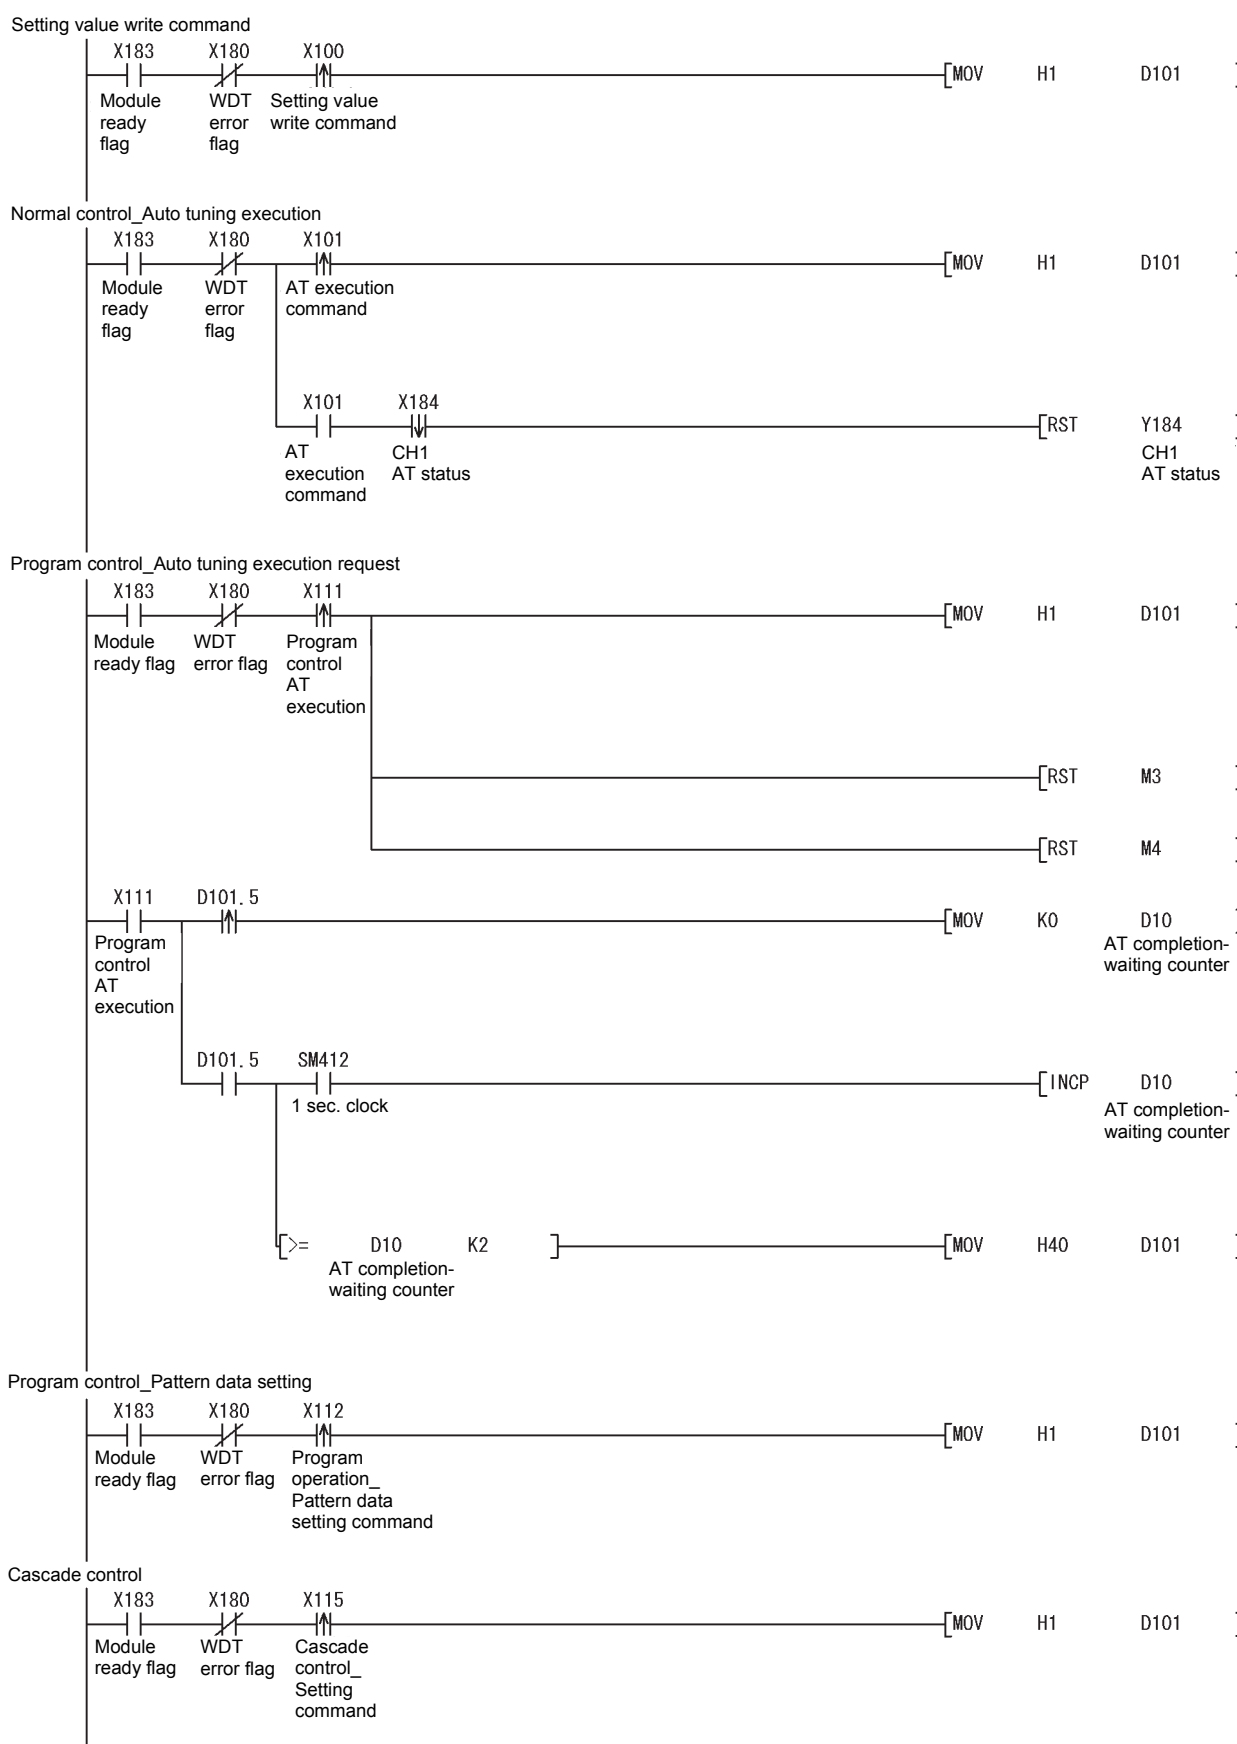 Setting value write command
X183 X180 X100
MOV H1 D101
Module ready flag
WDT error flag
Setting value write command
Normal control_Auto tuning execution
X183 X180 X101
MOV H1 D101
Module ready flag
WDT error flag
AT execution command
X101 X184
RST Y184
AT execution command
CH1 AT status
CH1 AT status
Program control_Auto tuning execution request
X183 X180 X111
MOV H1 D101
Module ready flag
WDT error flag
Program control AT execution
RST M3
RST M4
X111 D101.5
MOV K0 D10
Program control AT execution
AT completion-waiting counter
D101.5 SM412
INCP D10
1 sec. clock
AT completion-waiting counter
>= D10 K2
MOV H40 D101
AT completion-waiting counter
Program control_Pattern data setting
X183 X180 X112
MOV H1 D101
Module ready flag
WDT error flag
Program operation_ Pattern data setting command
Cascade control
X183 X180 X115
MOV H1 D101
Module ready flag
WDT error flag
Cascade control_ Setting command